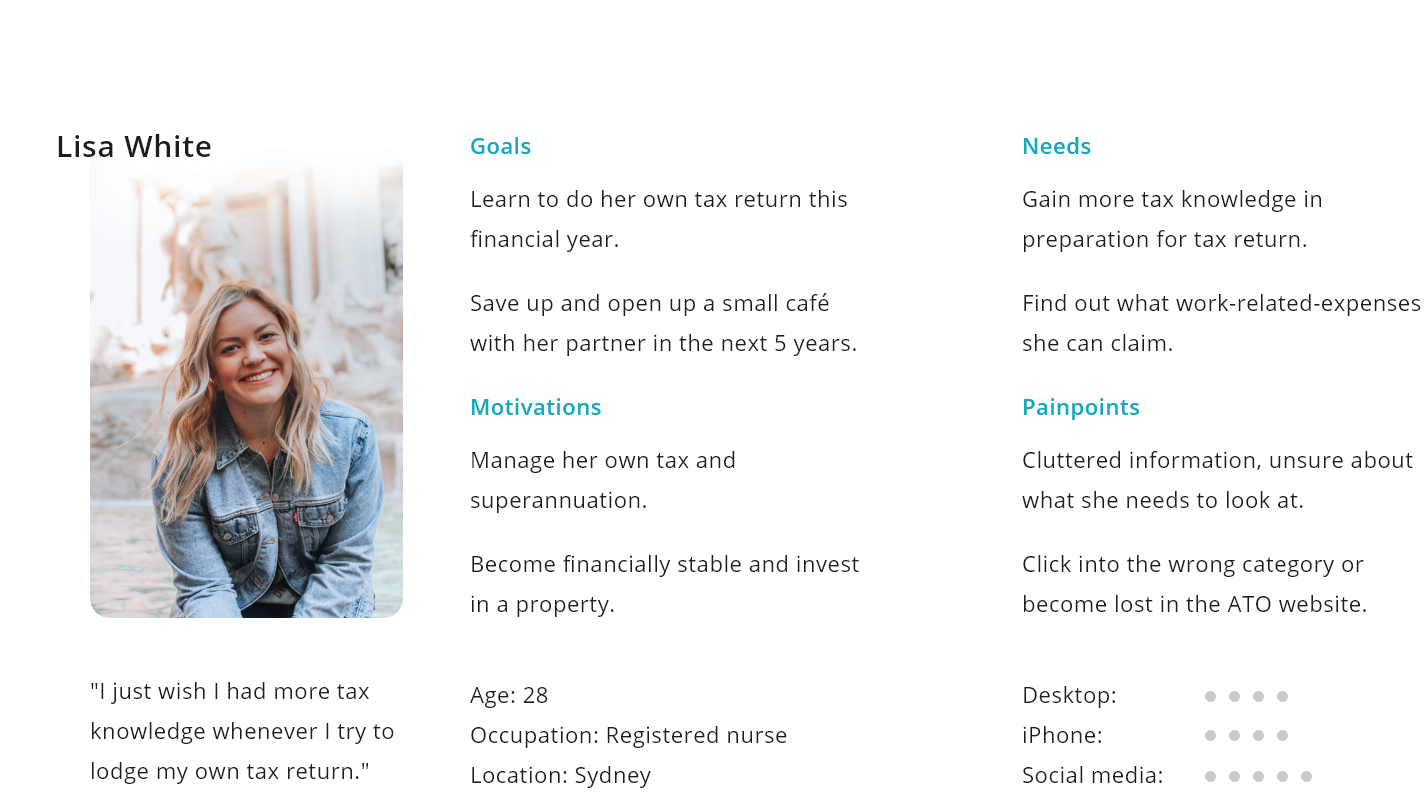 Lisa White
"I just wish I had more tax
knowledge whenever I try to
lodge my own tax return."
Goals
Learn to do her own tax return this
financial year.
Save up and open up a small café
with her partner in the next 5 years.
Motivations
Manage her own tax and
superannuation.
Become financially stable and invest
in a property.
Age: 28
Occupation: Registered nurse
Location: Sydney
Needs
Gain more tax knowledge in
preparation for tax return.
Find out what work-related-expenses
she can claim.
Painpoints
Cluttered information, unsure about
what she needs to look at.
Click into the wrong category or
become lost in the ATO website.
Desktop:
iPhone:
Social media: